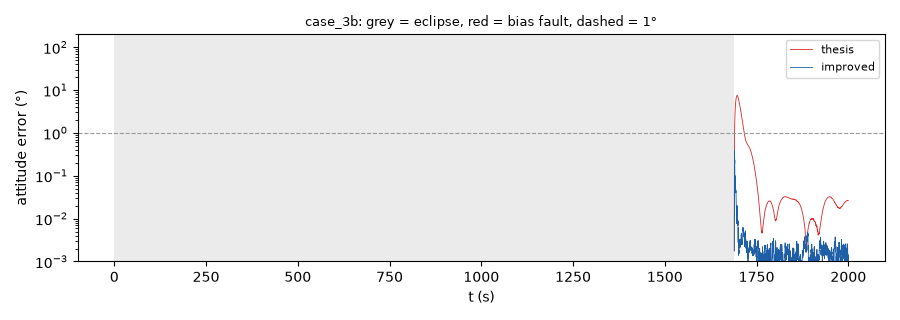 case_3b: grey = eclipse, red = bias fault, dashed = 1°
thesis
improved
attitude error (°)
10²
10¹
10⁰
10⁻¹
10⁻²
10⁻³
0 250 500 750 1000 1250 1500 1750 2000
t (s)